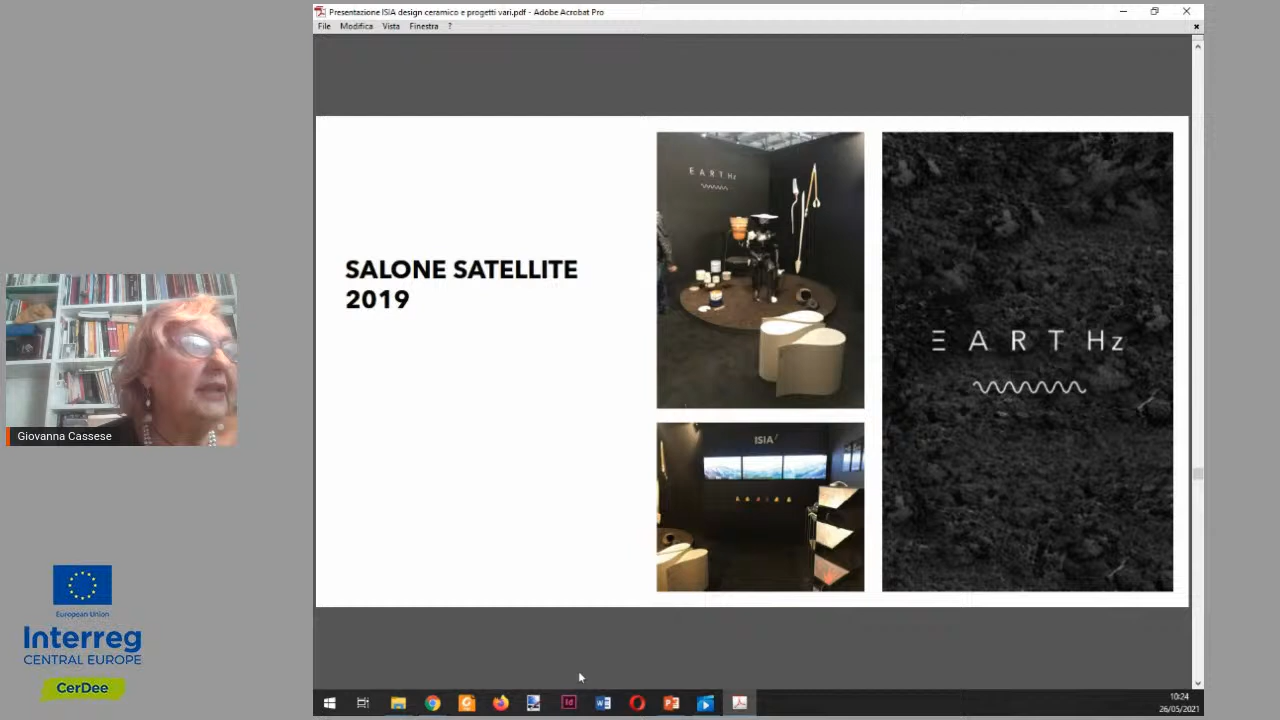 Presentazione ISIA design ceramico e progetti vari.pdf - Adobe Acrobat Pro
File Modifica Vista Finestra ?
SALONE SATELLITE
2019
E A R T Hz
ISIA
E A R T Hz
Giovanna Cassese
European Union
Interreg
CENTRAL EUROPE
CerDee
10:24
26/05/2021